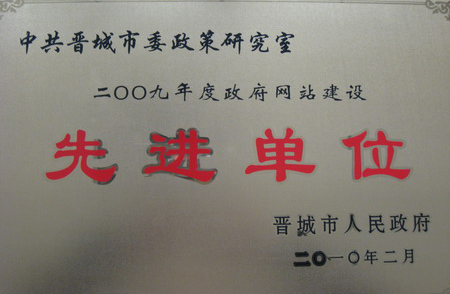 中共晋城市委政策研究室
二〇〇九年度政府网站建设
先进单位
晋城市人民政府
二〇一〇年二月